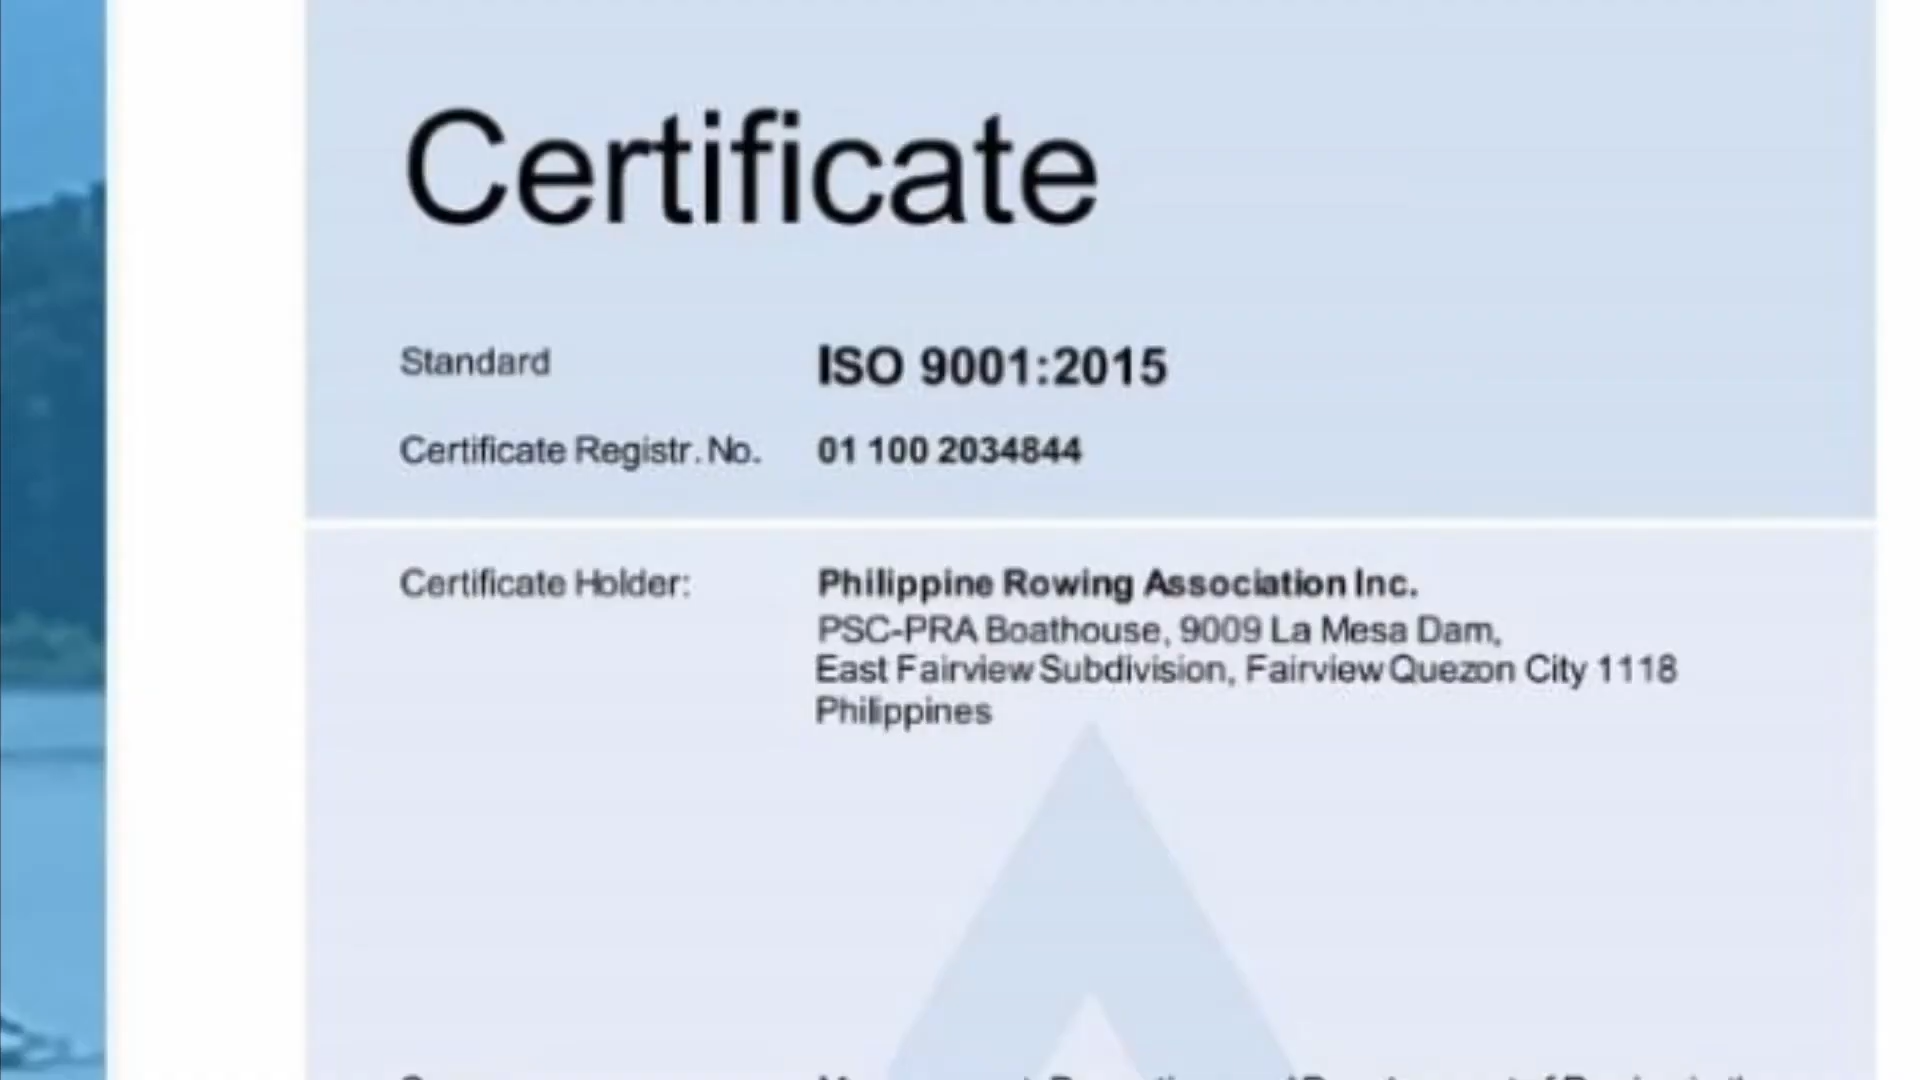 Certificate
Standard ISO 9001:2015
Certificate Registr. No. 01 100 2034844
Certificate Holder: Philippine Rowing Association Inc.
PSC-PRA Boathouse, 9009 La Mesa Dam,
East Fairview Subdivision, Fairview Quezon City 1118
Philippines